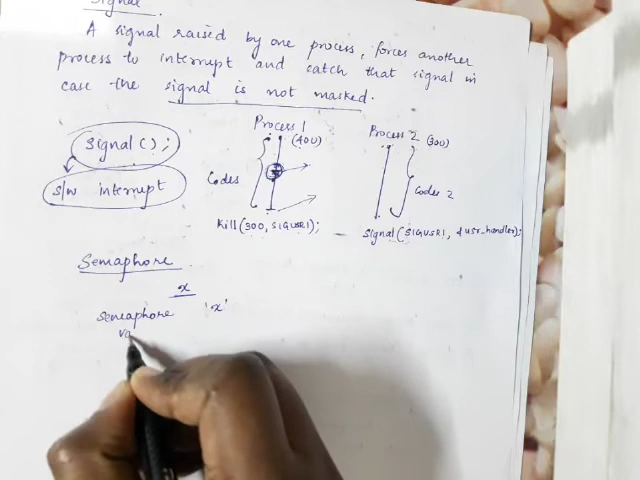 Signal.
A signal raised by one process, forces another
process to interrupt and catch that signal in
case the signal is not masked.
Process 1
(400)
Process 2 (300)
Signal();
s/w interrupt
Codes
Codes 2
Kill(300, SIGUSR1);
Signal(SIGUSR1, &usr_handler);
Semaphore
x
Semaphore 'x'
va